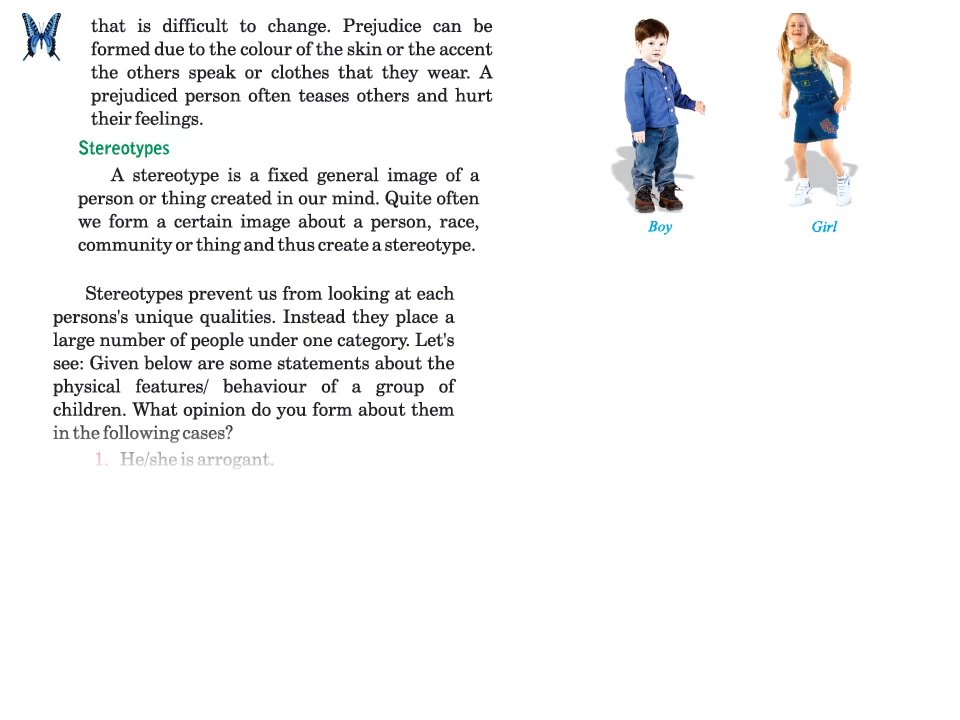 that is difficult to change. Prejudice can be
formed due to the colour of the skin or the accent
the others speak or clothes that they wear. A
prejudiced person often teases others and hurt
their feelings.
Stereotypes
A stereotype is a fixed general image of a
person or thing created in our mind. Quite often
we form a certain image about a person, race,
community or thing and thus create a stereotype.
Stereotypes prevent us from looking at each
persons's unique qualities. Instead they place a
large number of people under one category. Let's
see: Given below are some statements about the
physical features/ behaviour of a group of
children. What opinion do you form about them
in the following cases?
1. He/she is arrogant.
Boy
Girl